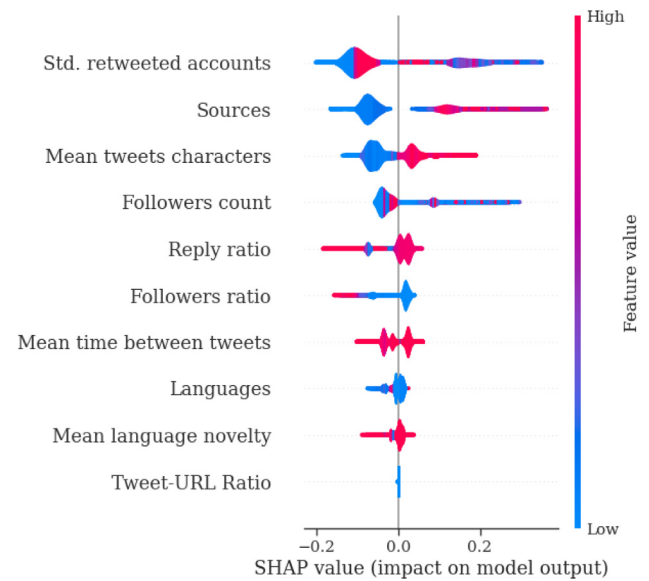 High
Std. retweeted accounts
Sources
Mean tweets characters
Followers count
Reply ratio
Followers ratio
Mean time between tweets
Languages
Mean language novelty
Tweet-URL Ratio
Feature value
Low
−0.2 0.0 0.2
SHAP value (impact on model output)